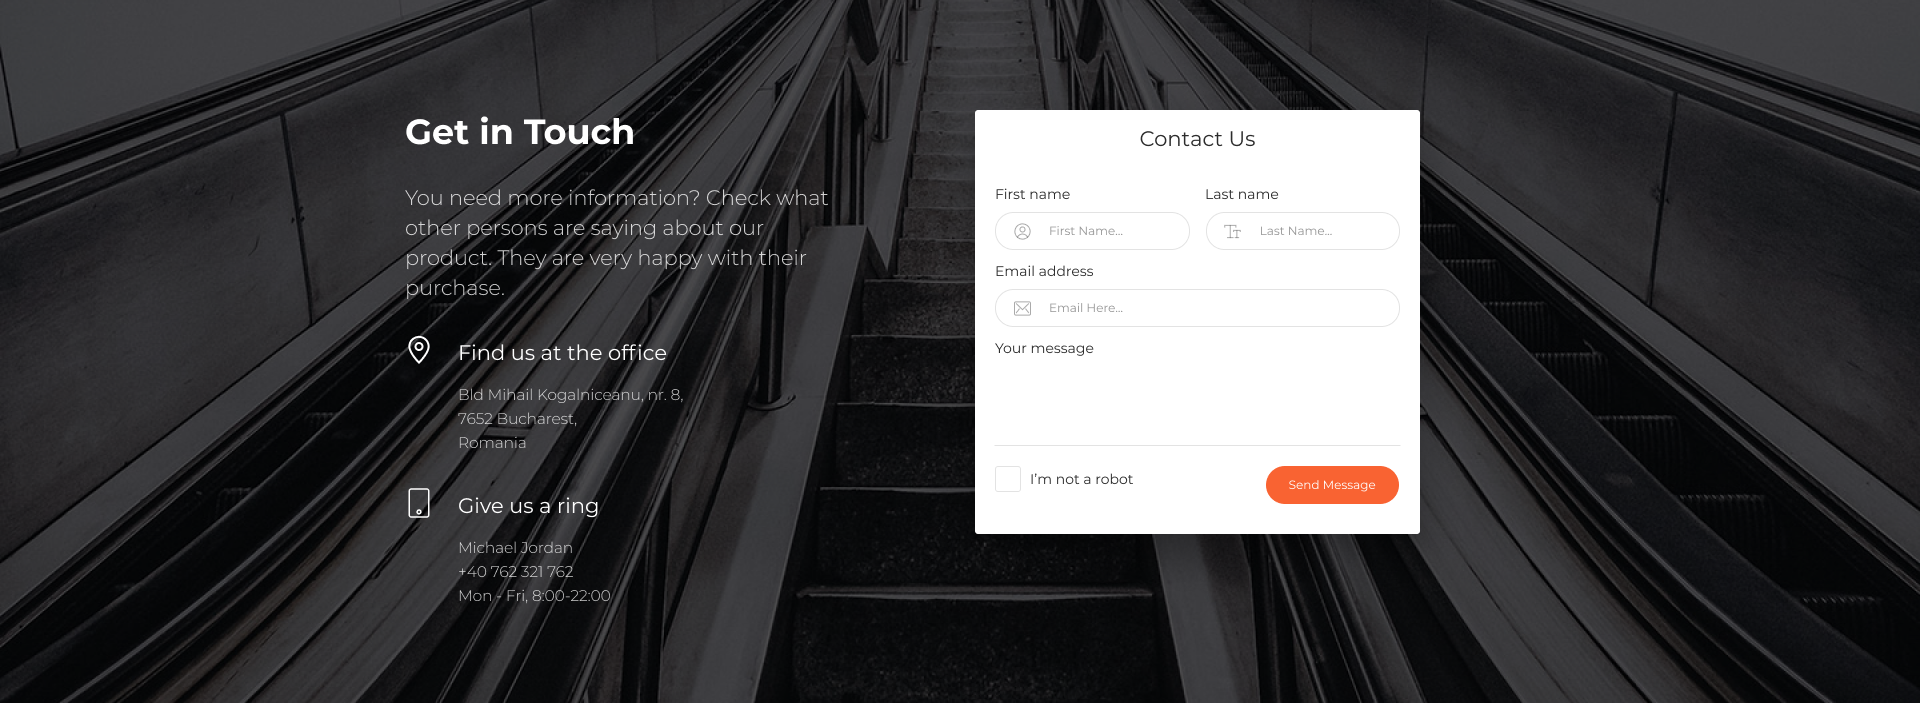 Get in Touch
You need more information? Check what
other persons are saying about our
product. They are very happy with their
purchase.
Find us at the office
Bld Mihail Kogalniceanu, nr. 8,
7652 Bucharest,
Romania
Give us a ring
Michael Jordan
+40 762 321 762
Mon - Fri, 8:00-22:00
Contact Us
First name
Last name
First Name...
Last Name...
Email address
Email Here...
Your message
I'm not a robot
Send Message